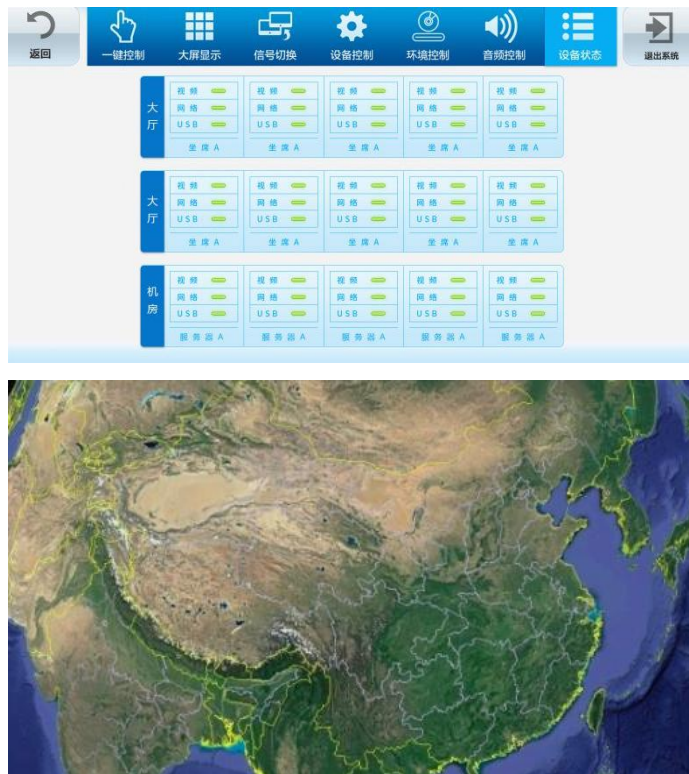 返回 一键控制 大屏显示 信号切换 设备控制 环境控制 音频控制 设备状态 退出系统
大厅
视频 视频 视频 视频 视频
网络 网络 网络 网络 网络
USB USB USB USB USB
坐席A 坐席A 坐席A 坐席A 坐席A
大厅
视频 视频 视频 视频 视频
网络 网络 网络 网络 网络
USB USB USB USB USB
坐席A 坐席A 坐席A 坐席A 坐席A
机房
视频 视频 视频 视频 视频
网络 网络 网络 网络 网络
USB USB USB USB USB
服务器A 服务器A 服务器A 服务器A 服务器A